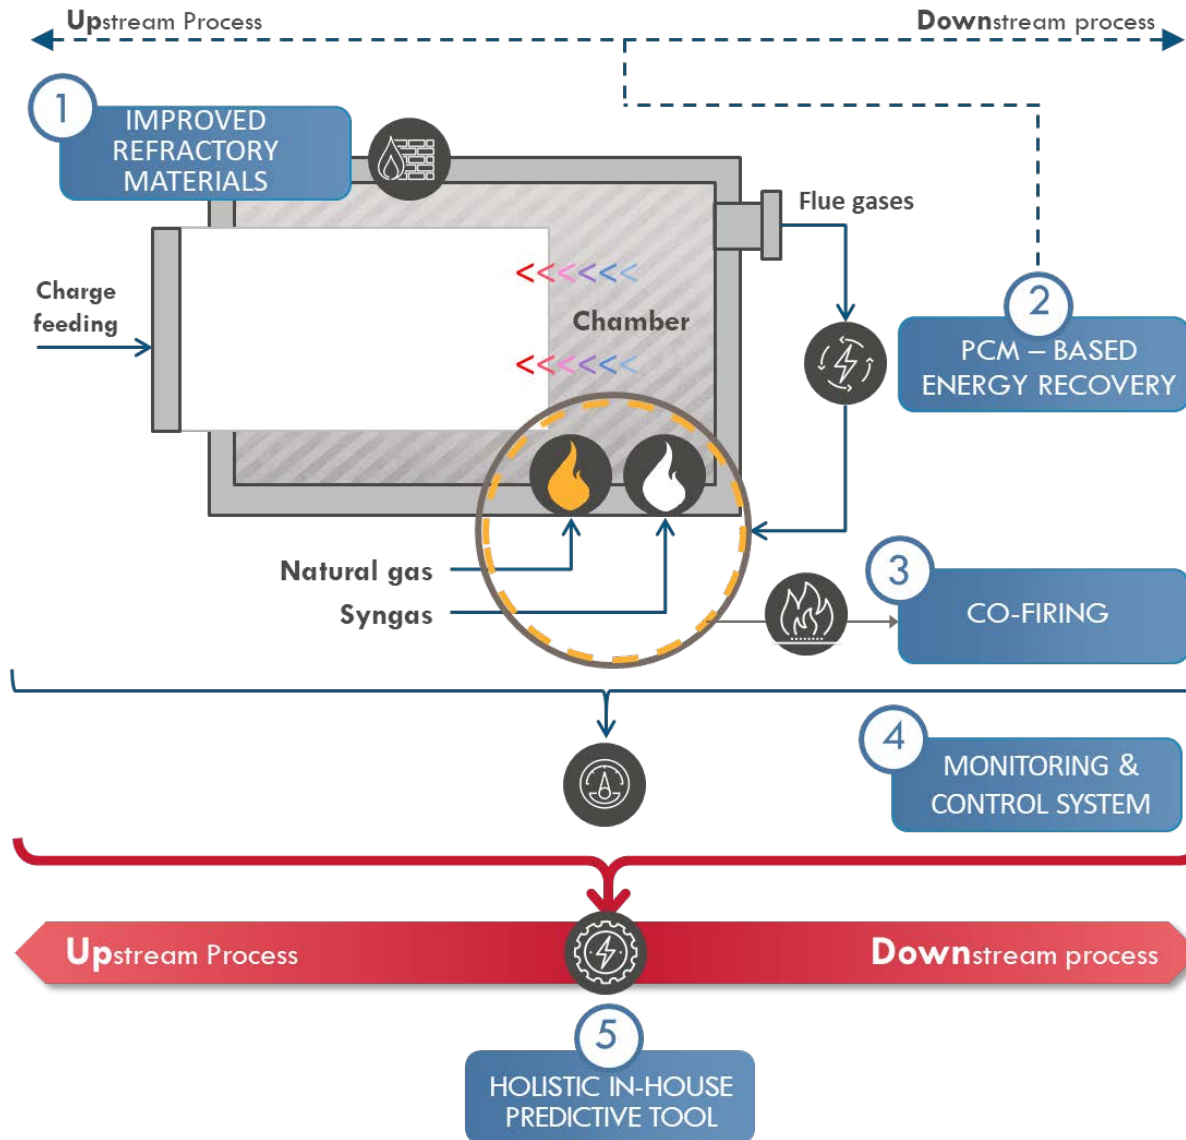 Upstream Process
Downstream process
1
IMPROVED
REFRACTORY
MATERIALS
Flue gases
Charge
feeding
Chamber
2
PCM – BASED
ENERGY RECOVERY
Natural gas
Syngas
3
CO-FIRING
4
MONITORING &
CONTROL SYSTEM
Upstream Process
Downstream process
5
HOLISTIC IN-HOUSE
PREDICTIVE TOOL